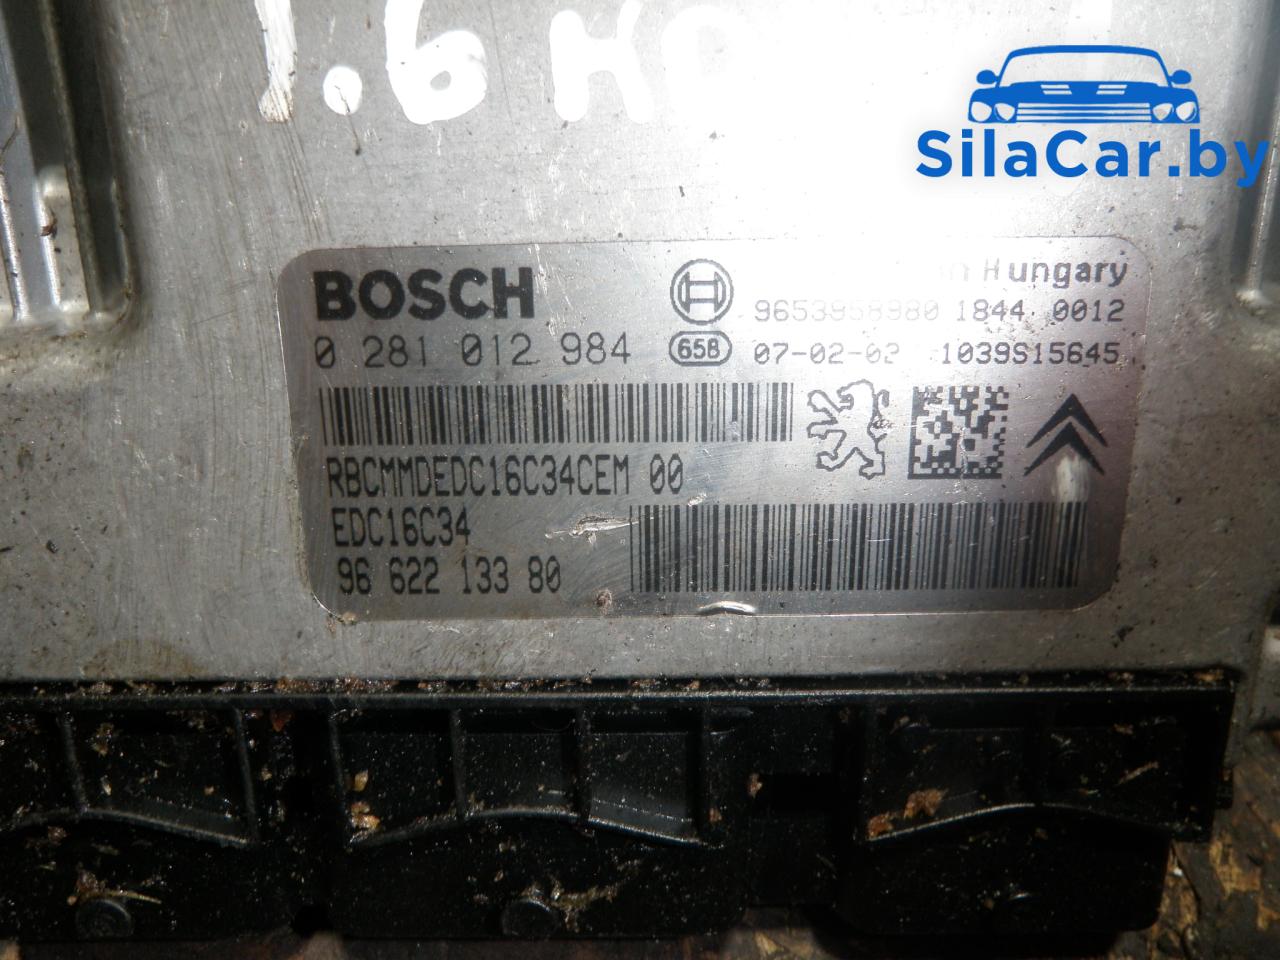 1.6
SilaCar.by
BOSCH
Hungary
9653958980 1844 0012
0 281 012 984
65B
07-02-02 1039S15645
RBCMMDEDC16C34CEM 00
EDC16C34
96 622 133 80